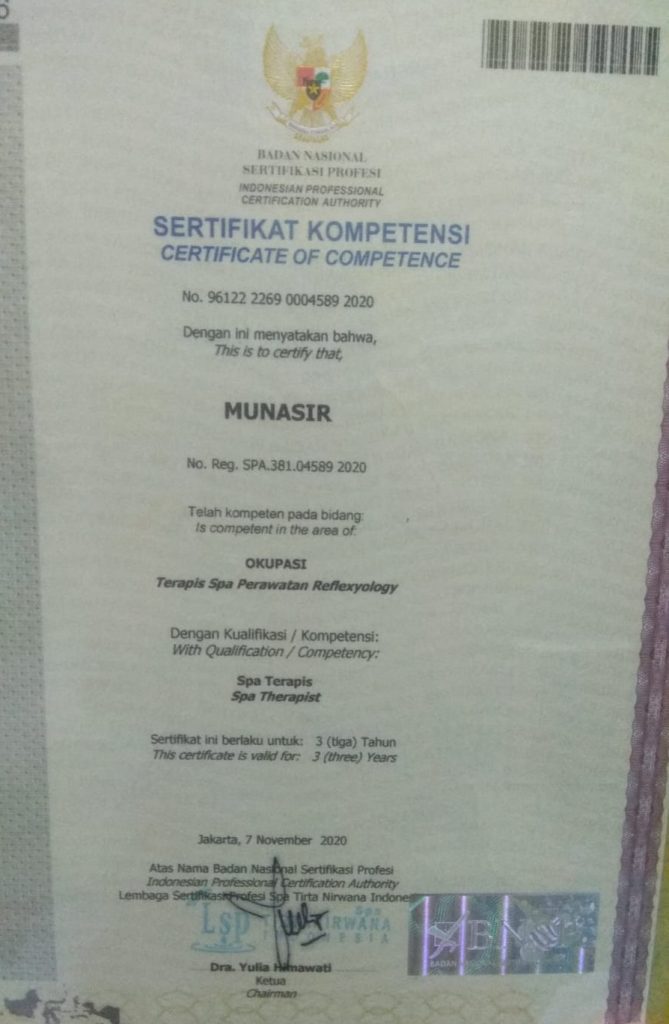 BADAN NASIONAL
SERTIFIKASI PROFESI
INDONESIAN PROFESSIONAL
CERTIFICATION AUTHORITY
SERTIFIKAT KOMPETENSI
CERTIFICATE OF COMPETENCE
No. 96122 2269 0004589 2020
Dengan ini menyatakan bahwa,
This is to certify that,
MUNASIR
No. Reg. SPA.381.04589 2020
Telah kompeten pada bidang:
Is competent in the area of:
OKUPASI
Terapis Spa Perawatan Reflexyology
Dengan Kualifikasi / Kompetensi:
With Qualification / Competency:
Spa Terapis
Spa Therapist
Sertifikat ini berlaku untuk: 3 (tiga) Tahun
This certificate is valid for: 3 (three) Years
Jakarta, 7 November 2020
Atas Nama Badan Nasional Sertifikasi Profesi
Indonesian Professional Certification Authority
Lembaga Sertifikasi Profesi Spa Tirta Nirwana Indone
Lsp
Dra. Yulia Himawati
Ketua
Chairman